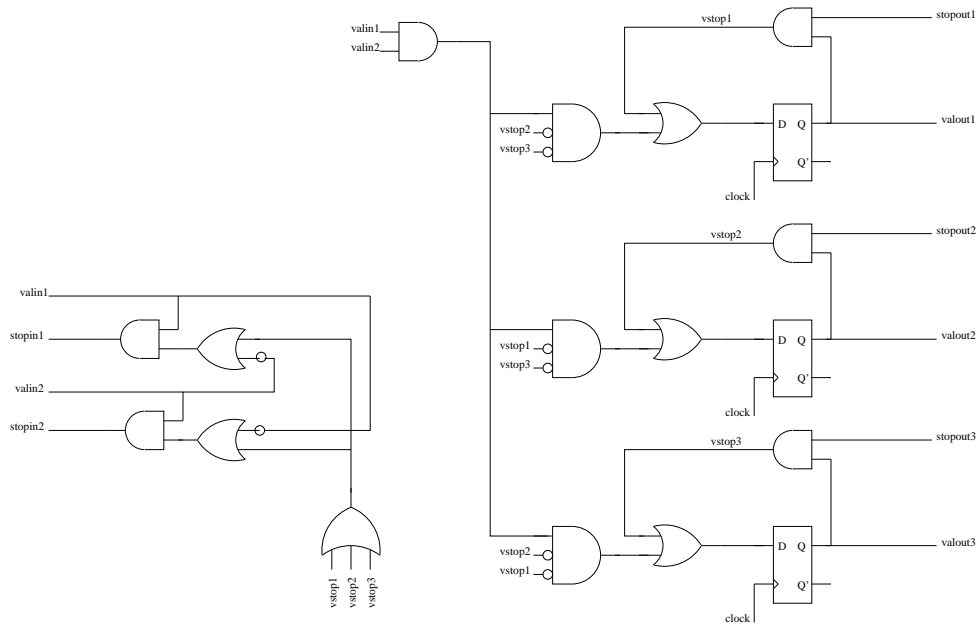 valin1
valin2
vstop1
stopout1
vstop2
vstop3
D Q
Q'
valout1
clock
vstop2
stopout2
vstop1
vstop3
D Q
Q'
valout2
clock
vstop3
stopout3
vstop2
vstop1
D Q
Q'
valout3
clock
valin1
stopin1
valin2
stopin2
vstop1
vstop2
vstop3